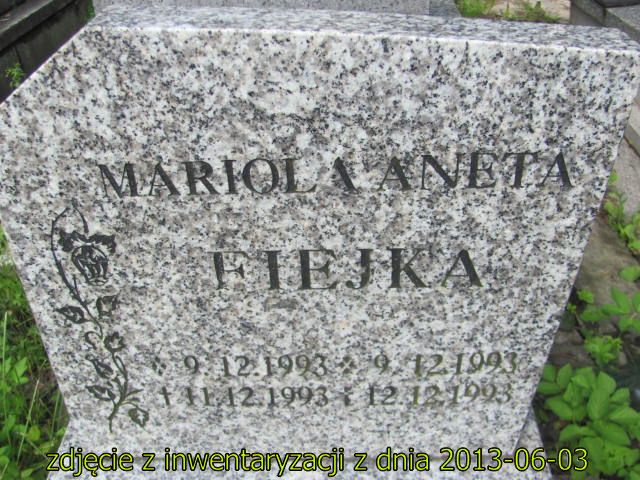 MARIOLA ANETA
FIEJKA
* 9.12.1993 * 9.12.1993
† 11.12.1993 † 12.12.1993
zdjęcie z inwentaryzacji z dnia 2013-06-03